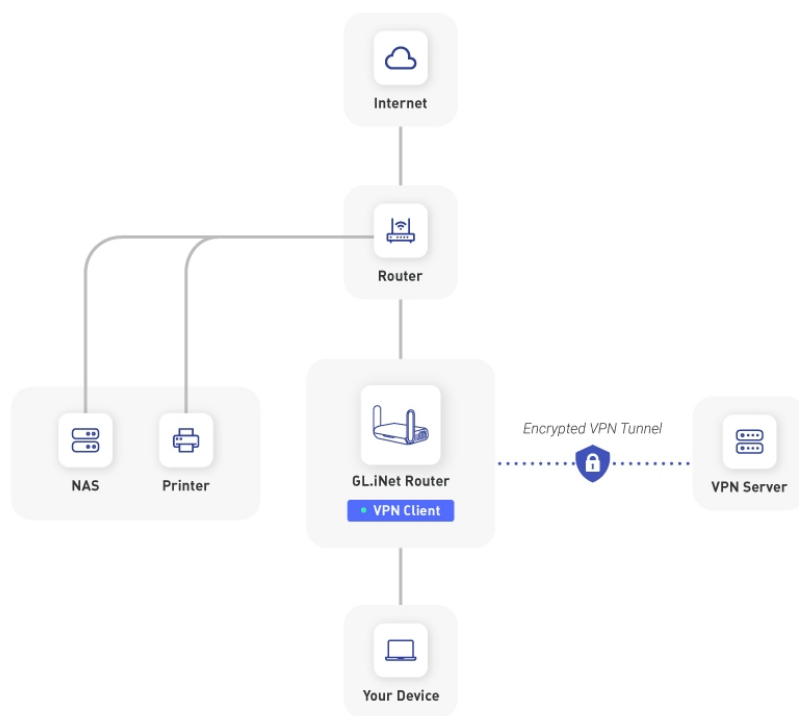 Internet
Router
NAS
Printer
GL.iNet Router
VPN Client
Encrypted VPN Tunnel
VPN Server
Your Device